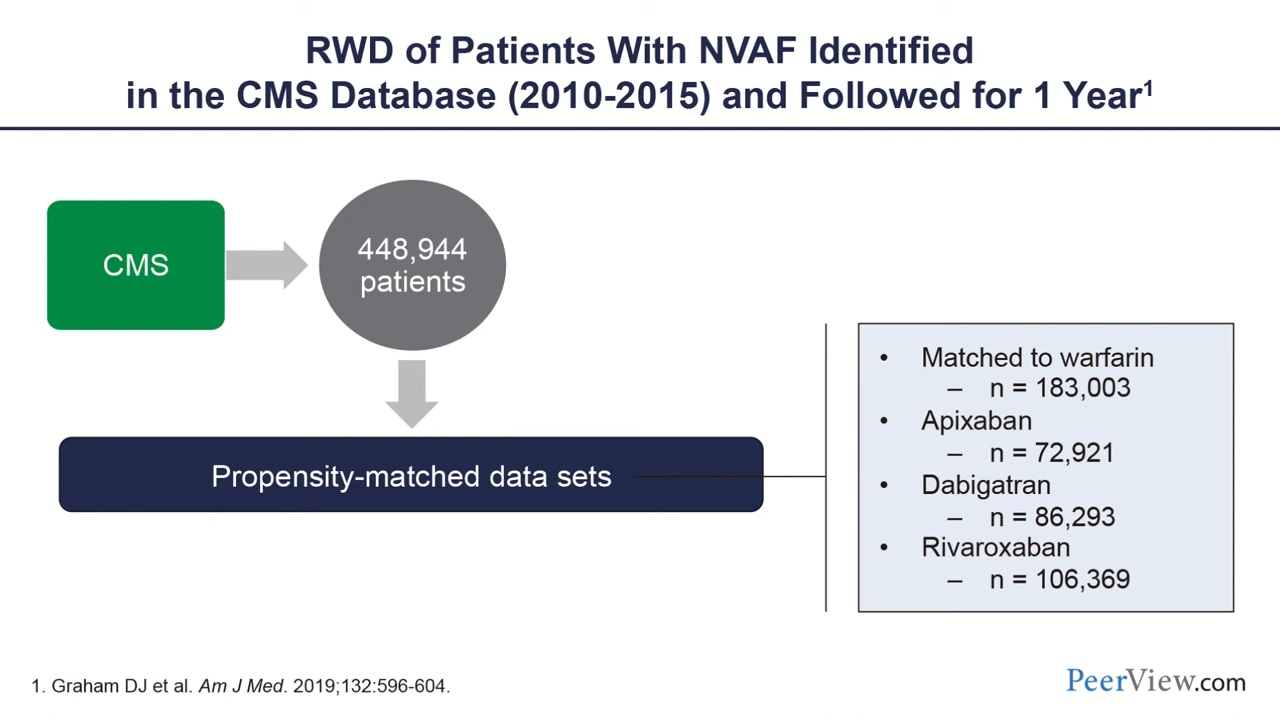 RWD of Patients With NVAF Identified
in the CMS Database (2010-2015) and Followed for 1 Year¹
CMS
448,944
patients
Propensity-matched data sets
• Matched to warfarin
– n = 183,003
• Apixaban
– n = 72,921
• Dabigatran
– n = 86,293
• Rivaroxaban
– n = 106,369
1. Graham DJ et al. Am J Med. 2019;132:596-604.
PeerView.com